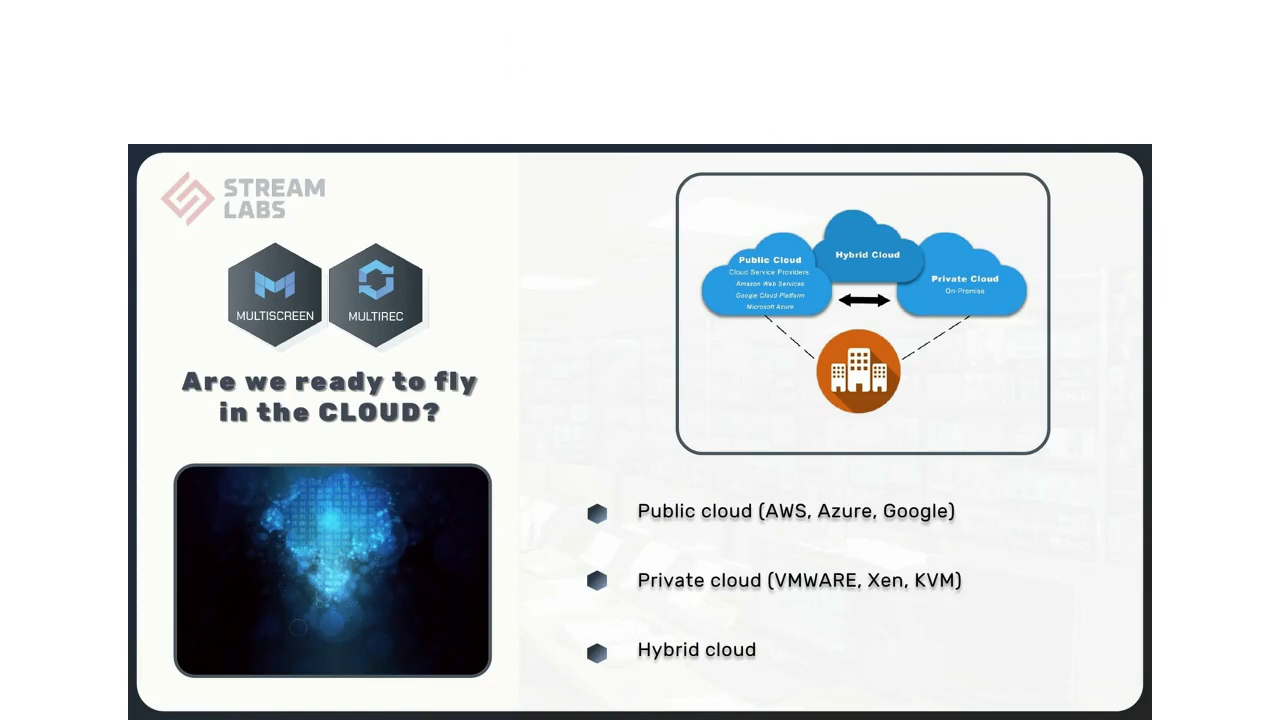 STREAM
LABS
MULTISCREEN
MULTIREC
Are we ready to fly
in the CLOUD?
Public Cloud
Cloud Service Providers:
Amazon Web Services
Google Cloud Platform
Microsoft Azure
Hybrid Cloud
Private Cloud
On-Premise
Public cloud (AWS, Azure, Google)
Private cloud (VMWARE, Xen, KVM)
Hybrid cloud